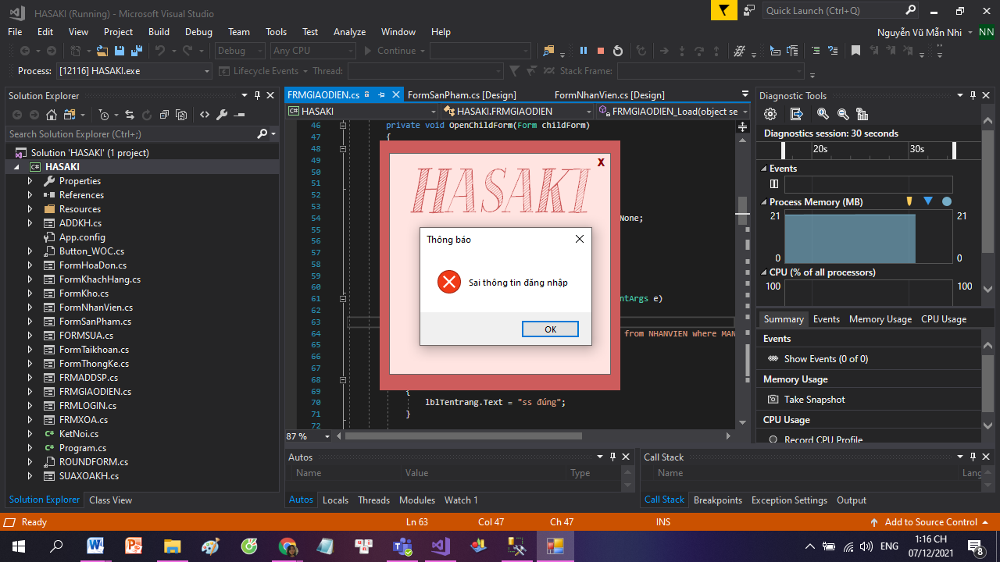 HASAKI (Running) - Microsoft Visual Studio
Quick Launch (Ctrl+Q)
File Edit View Project Build Debug Team Tools Test Analyze Window Help
Nguyễn Vũ Mẫn Nhi NN
Debug Any CPU Continue
Process: [12116] HASAKI.exe Lifecycle Events Thread: Stack Frame:
Solution Explorer
Search Solution Explorer (Ctrl+;)
Solution 'HASAKI' (1 project)
HASAKI
Properties
References
Resources
ADDKH.cs
App.config
Button_WOC.cs
FormHoaDon.cs
FormKhachHang.cs
FormKho.cs
FormNhanVien.cs
FormSanPham.cs
FORMSUA.cs
FormTaikhoan.cs
FormThongKe.cs
FRMADDSP.cs
FRMGIAODIEN.cs
FRMLOGIN.cs
FRMXOA.cs
KetNoi.cs
Program.cs
ROUNDFORM.cs
SUAXOAKH.cs
Solution Explorer Class View
FRMGIAODIEN.cs FormSanPham.cs [Design] FormNhanVien.cs [Design]
HASAKI HASAKI.FRMGIAODIEN FRMGIAODIEN_Load(object se
46 private void OpenChildForm(Form childForm)
47 {
48
49
50
51
52
53
54 None;
55
56
57
58
59
60
61 ntArgs e)
62
63
64 from NHANVIEN where MAN
65
66
67
68
69 {
70 lblTentrang.Text = "ss đúng";
71 }
72
87 %
X
HASAKI
Thông báo
Sai thông tin đăng nhập
OK
Diagnostic Tools
Diagnostics session: 30 seconds
20s 30s
Events
Process Memory (MB)
21 21
0 0
CPU (% of all processors)
100 100
Summary Events Memory Usage CPU Usage
Events
Show Events (0 of 0)
Memory Usage
Take Snapshot
CPU Usage
Record CPU Profile
Autos
Name Value Type
Autos Locals Threads Modules Watch 1
Call Stack
Name Lang
Call Stack Breakpoints Exception Settings Output
Ready Ln 63 Col 47 Ch 47 INS Add to Source Control
ENG
1:16 CH
07/12/2021
8